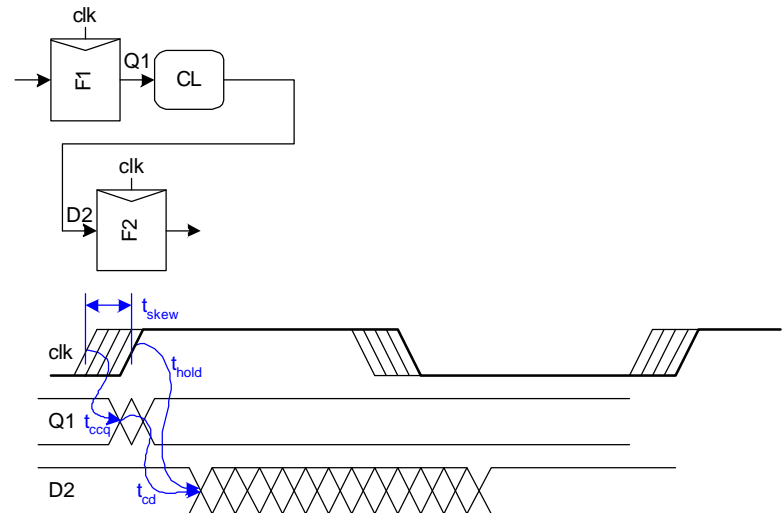 clk
F1
Q1
CL
clk
D2
F2
t_skew
clk
t_hold
Q1
t_ccq
D2
t_cd